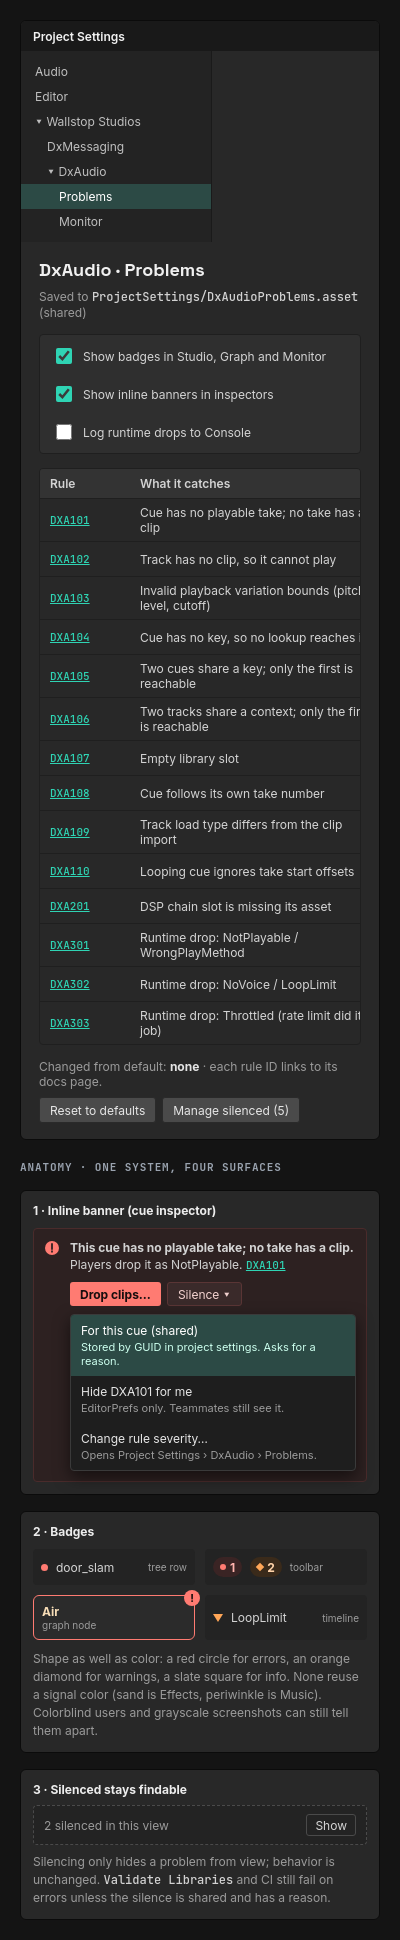 Project Settings
Audio
Editor
▾ Wallstop Studios
DxMessaging
▾ DxAudio
Problems
Monitor
DxAudio · Problems
Saved to ProjectSettings/DxAudioProblems.asset
(shared)
Show badges in Studio, Graph and Monitor
Show inline banners in inspectors
Log runtime drops to Console
Rule What it catches
DXA101 Cue has no playable take; no take has a
clip
DXA102 Track has no clip, so it cannot play
DXA103 Invalid playback variation bounds (pitch
level, cutoff)
DXA104 Cue has no key, so no lookup reaches
DXA105 Two cues share a key; only the first is
reachable
DXA106 Two tracks share a context; only the fir
is reachable
DXA107 Empty library slot
DXA108 Cue follows its own take number
DXA109 Track load type differs from the clip
import
DXA110 Looping cue ignores take start offsets
DXA201 DSP chain slot is missing its asset
DXA301 Runtime drop: NotPlayable /
WrongPlayMethod
DXA302 Runtime drop: NoVoice / LoopLimit
DXA303 Runtime drop: Throttled (rate limit did it
job)
Changed from default: none · each rule ID links to its
docs page.
Reset to defaults Manage silenced (5)
ANATOMY · ONE SYSTEM, FOUR SURFACES
1 · Inline banner (cue inspector)
! This cue has no playable take; no take has a clip.
Players drop it as NotPlayable. DXA101
Drop clips… Silence ▾
For this cue (shared)
Stored by GUID in project settings. Asks for a
reason.
Hide DXA101 for me
EditorPrefs only. Teammates still see it.
Change rule severity…
Opens Project Settings › DxAudio › Problems.
2 · Badges
door_slam tree row
1 2 toolbar
Air !
graph node
LoopLimit timeline
Shape as well as color: a red circle for errors, an orange
diamond for warnings, a slate square for info. None reuse
a signal color (sand is Effects, periwinkle is Music).
Colorblind users and grayscale screenshots can still tell
them apart.
3 · Silenced stays findable
2 silenced in this view Show
Silencing only hides a problem from view; behavior is
unchanged. Validate Libraries and CI still fail on
errors unless the silence is shared and has a reason.